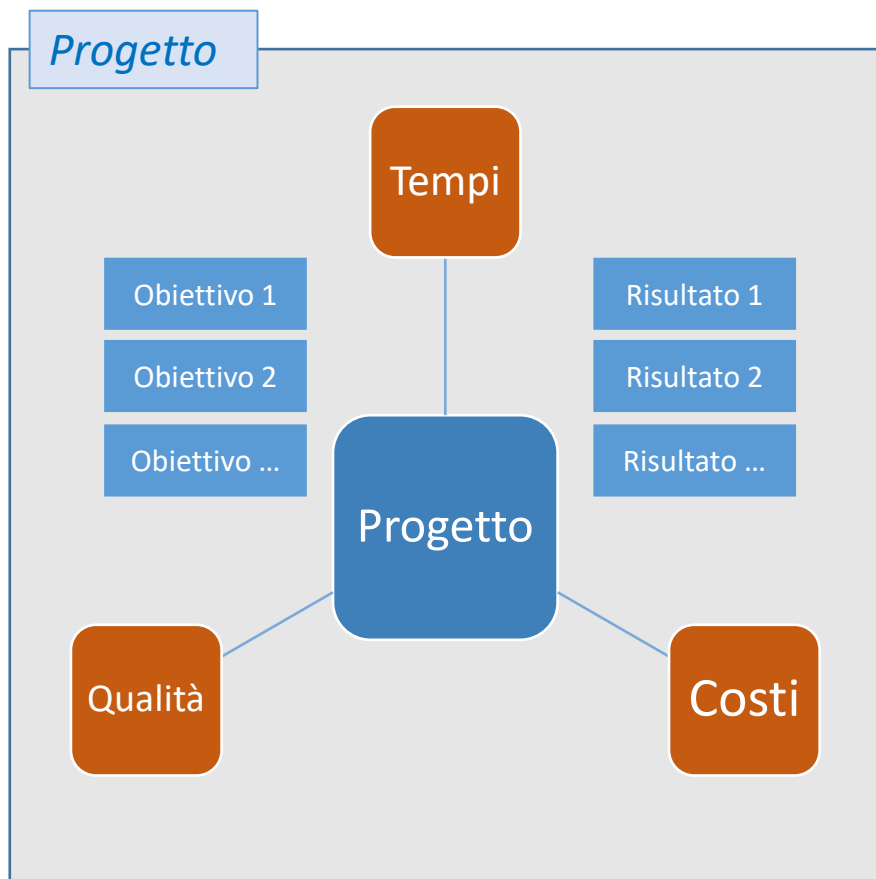 Progetto
Tempi
Obiettivo 1
Risultato 1
Obiettivo 2
Risultato 2
Obiettivo ...
Risultato ...
Progetto
Qualità
Costi